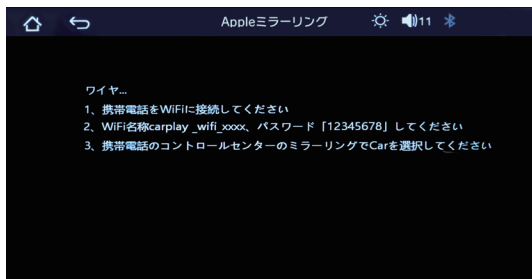 Appleミラーリング 11
ワイヤ...
1、携帯電話をWiFiに接続してください
2、WiFi名称carplay _wifi_xxxx、パスワード「12345678」してください
3、携帯電話のコントロールセンターのミラーリングでCarを選択してください